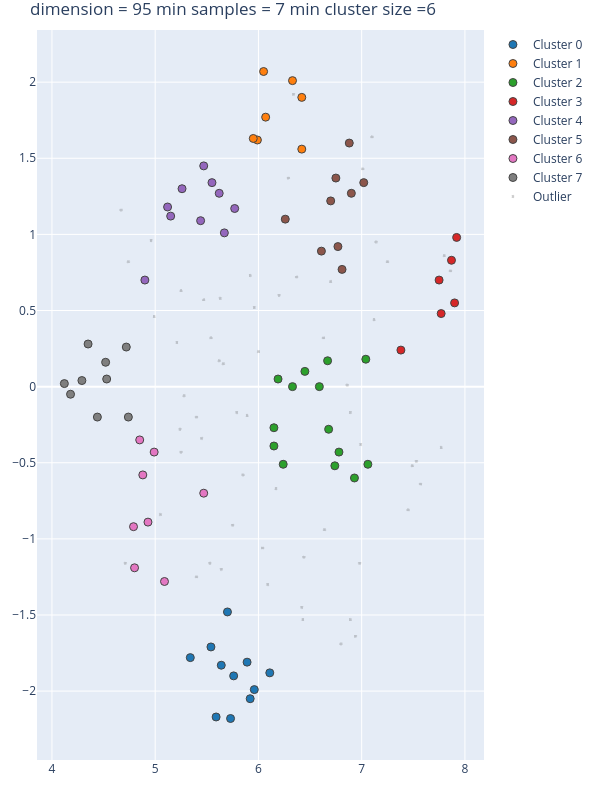 dimension = 95 min samples = 7 min cluster size =6
Cluster 0
Cluster 1
Cluster 2
Cluster 3
Cluster 4
Cluster 5
Cluster 6
Cluster 7
Outlier
2
1.5
1
0.5
0
−0.5
−1
−1.5
−2
4 5 6 7 8